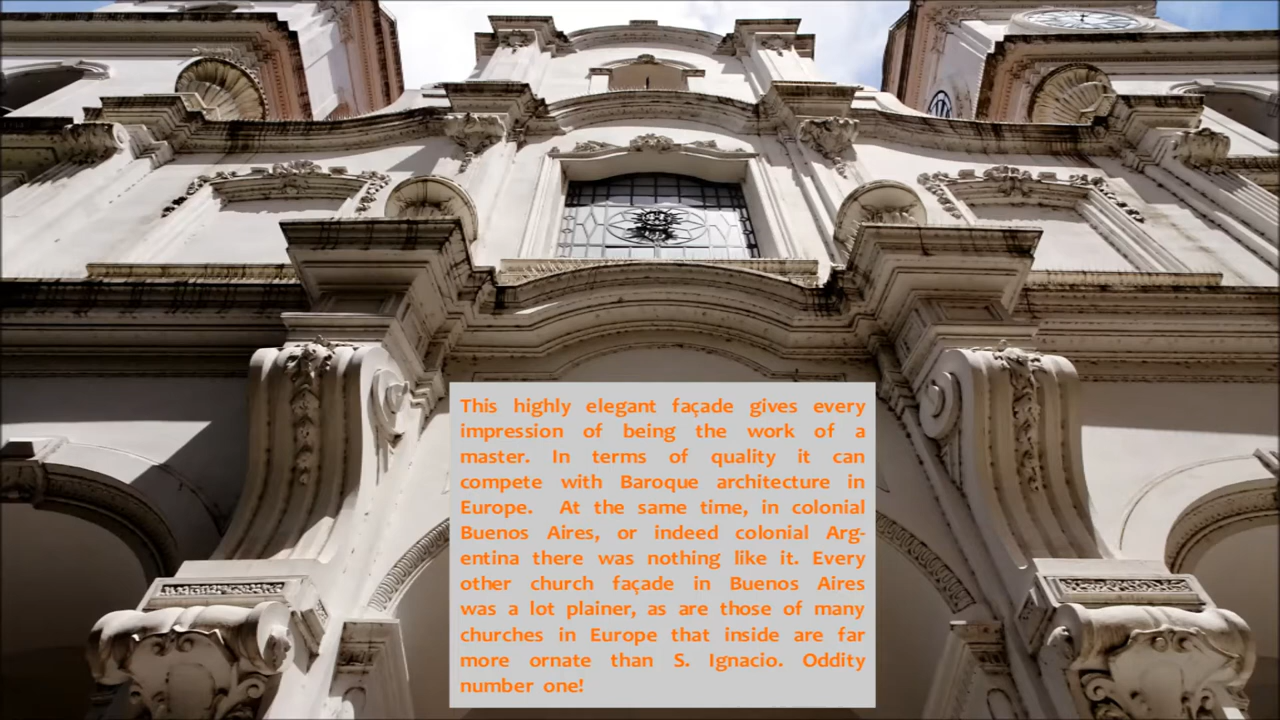 This highly elegant façade gives every
impression of being the work of a
master. In terms of quality it can
compete with Baroque architecture in
Europe. At the same time, in colonial
Buenos Aires, or indeed colonial Arg-
entina there was nothing like it. Every
other church façade in Buenos Aires
was a lot plainer, as are those of many
churches in Europe that inside are far
more ornate than S. Ignacio. Oddity
number one!